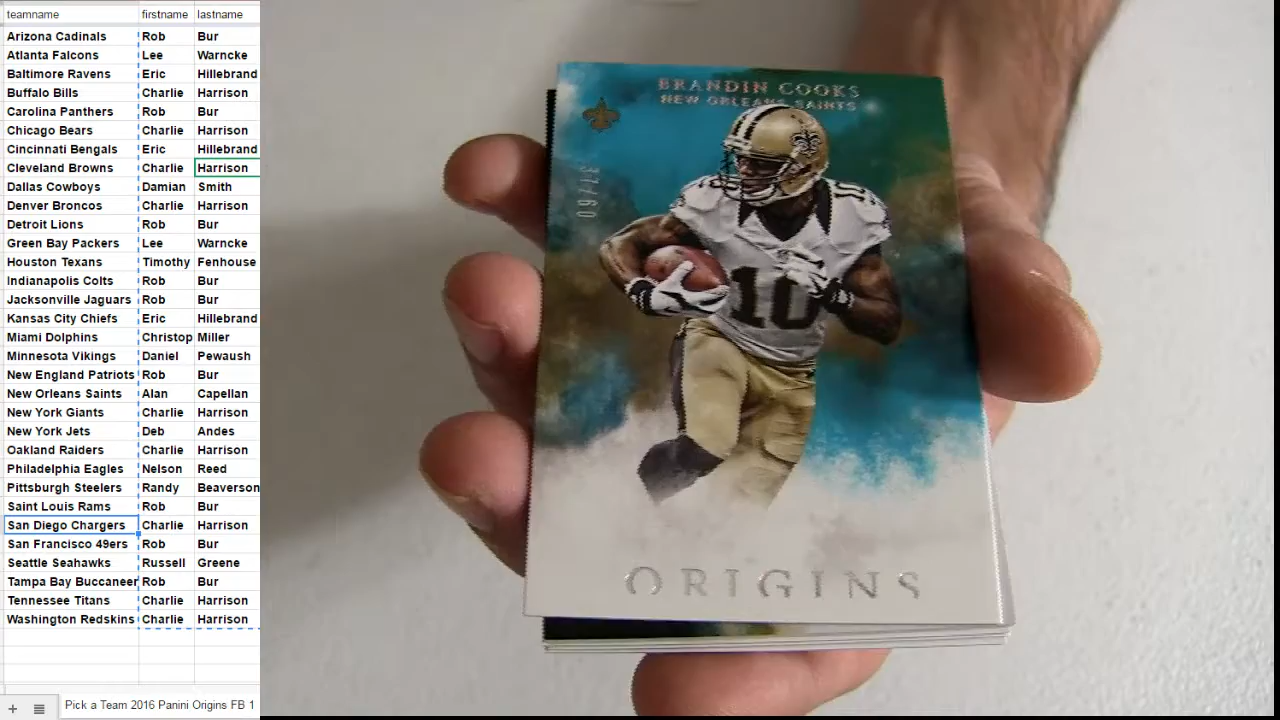 teamname firstname lastname
Arizona Cadinals Rob Bur
Atlanta Falcons Lee Warncke
Baltimore Ravens Eric Hillebrand
Buffalo Bills Charlie Harrison
Carolina Panthers Rob Bur
Chicago Bears Charlie Harrison
Cincinnati Bengals Eric Hillebrand
Cleveland Browns Charlie Harrison
Dallas Cowboys Damian Smith
Denver Broncos Charlie Harrison
Detroit Lions Rob Bur
Green Bay Packers Lee Warncke
Houston Texans Timothy Fenhouse
Indianapolis Colts Rob Bur
Jacksonville Jaguars Rob Bur
Kansas City Chiefs Eric Hillebrand
Miami Dolphins Christop Miller
Minnesota Vikings Daniel Pewaush
New England Patriots Rob Bur
New Orleans Saints Alan Capellan
New York Giants Charlie Harrison
New York Jets Deb Andes
Oakland Raiders Charlie Harrison
Philadelphia Eagles Nelson Reed
Pittsburgh Steelers Randy Beaverson
Saint Louis Rams Rob Bur
San Diego Chargers Charlie Harrison
San Francisco 49ers Rob Bur
Seattle Seahawks Russell Greene
Tampa Bay Buccaneer Rob Bur
Tennessee Titans Charlie Harrison
Washington Redskins Charlie Harrison
Pick a Team 2016 Panini Origins FB 1
BRANDIN COOKS
NEW ORLEANS SAINTS
37/60
10
10
ORIGINS